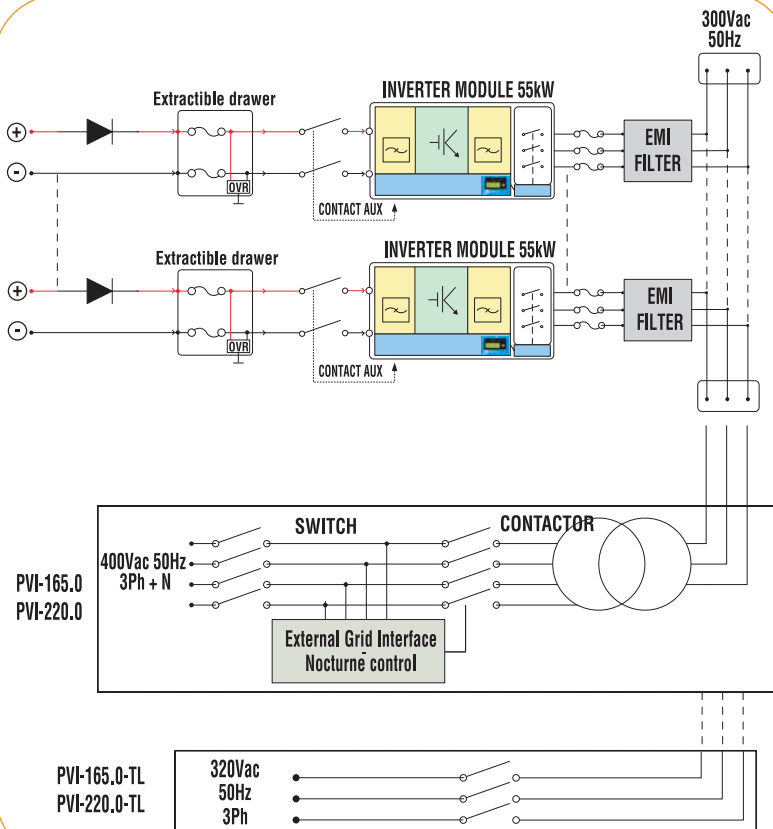 300Vac
50Hz
INVERTER MODULE 55kW
Extractible drawer
+
-
OVR
CONTACT AUX
EMI
FILTER
INVERTER MODULE 55kW
Extractible drawer
+
-
OVR
CONTACT AUX
EMI
FILTER
SWITCH
CONTACTOR
400Vac 50Hz
3Ph + N
PVI-165.0
PVI-220.0
External Grid Interface
-
Nocturne control
PVI-165.0-TL
PVI-220.0-TL
320Vac
50Hz
3Ph